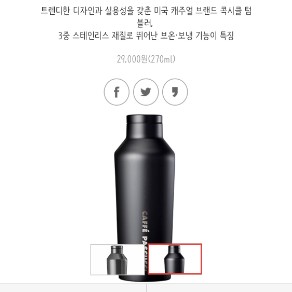 트렌디한 디자인과 실용성을 갖춘 미국 캐주얼 브랜드 콕시클 텀
블러,
3중 스테인리스 재질로 뛰어난 보온·보냉 기능이 특징
29,000원(270ml)
CAFFÉ